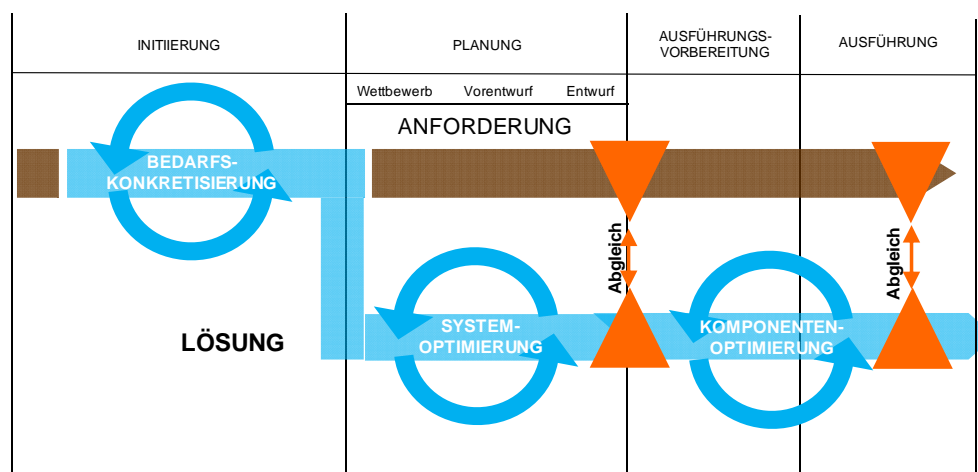 INITIIERUNG
PLANUNG
AUSFÜHRUNGS-
VORBEREITUNG
AUSFÜHRUNG
Wettbewerb
Vorentwurf
Entwurf
ANFORDERUNG
BEDARFS-
KONKRETISIERUNG
Abgleich
Abgleich
LÖSUNG
SYSTEM-
OPTIMIERUNG
KOMPONENTEN-
OPTIMIERUNG